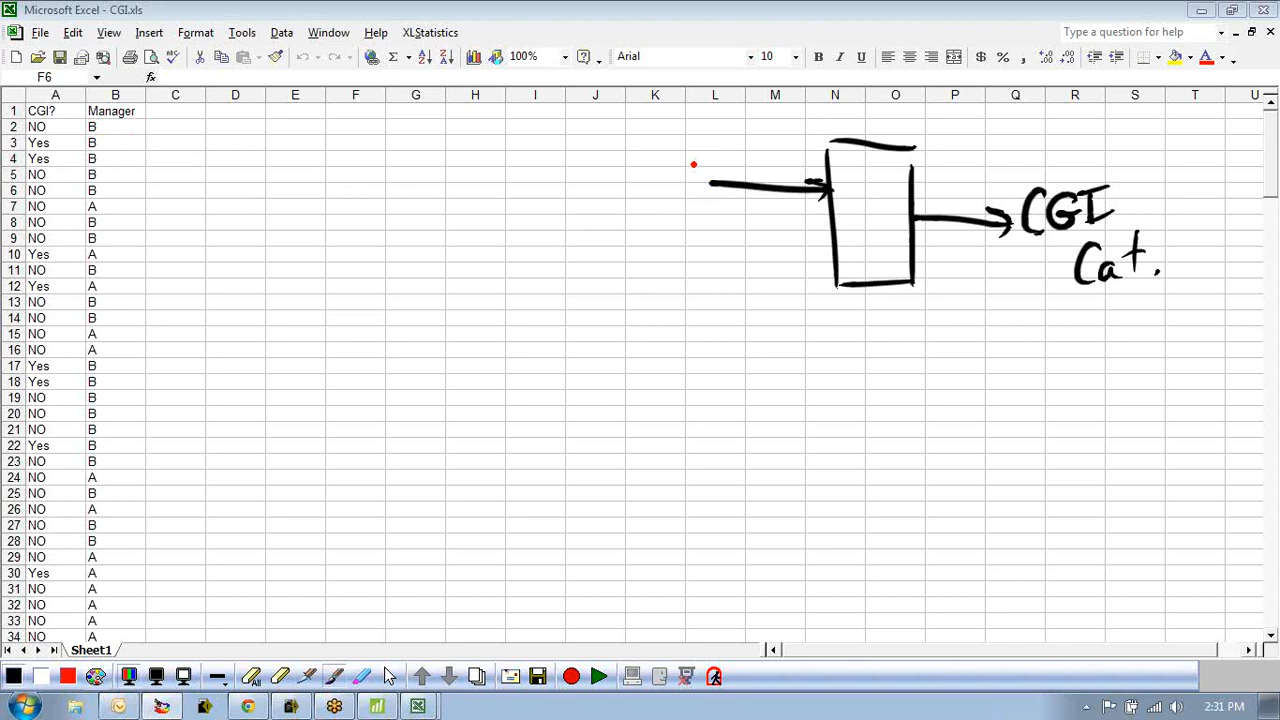 Microsoft Excel - CGI.xls
File Edit View Insert Format Tools Data Window Help XLStatistics
Type a question for help
100%
Arial
10
F6
fx
A B C D E F G H I J K L M N O P Q R S T U
1 CGI? Manager
2 NO B
3 Yes B
4 Yes B
5 NO B
6 NO B
7 NO A
8 NO B
9 NO B
10 Yes A
11 NO B
12 Yes A
13 NO B
14 NO B
15 NO A
16 NO A
17 Yes B
18 Yes B
19 NO B
20 NO B
21 NO B
22 Yes B
23 NO B
24 NO A
25 NO B
26 NO A
27 NO B
28 NO B
29 NO A
30 Yes A
31 NO A
32 NO A
33 NO A
34 NO A
CGI
Cat.
Sheet1
2:31 PM